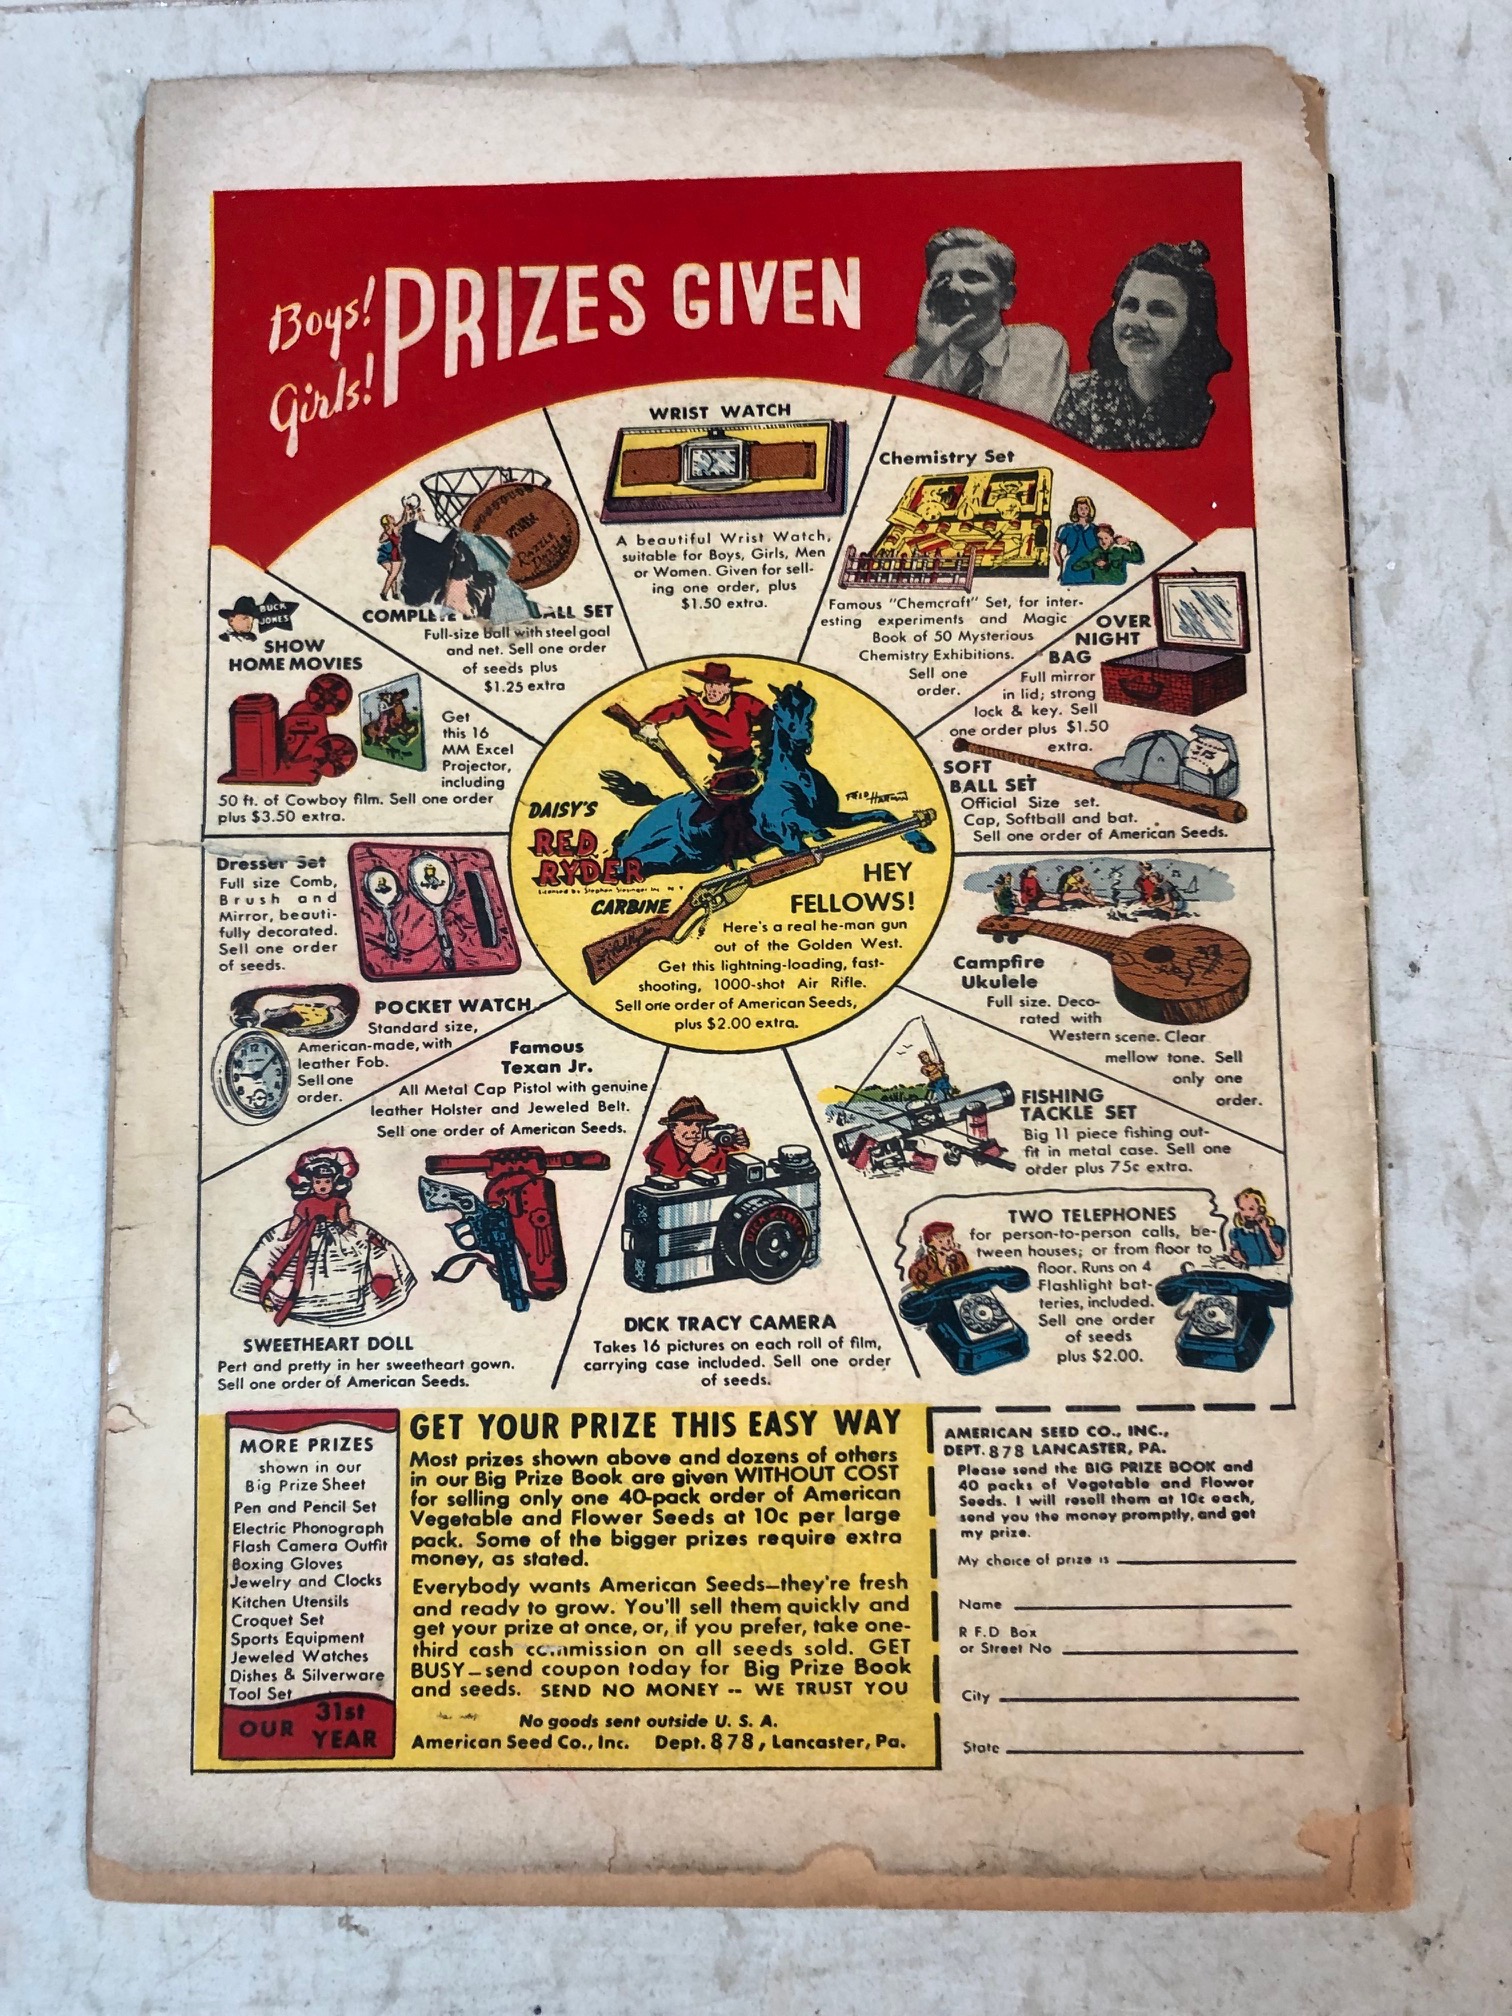 Boys!
Girls!
PRIZES GIVEN
WRIST WATCH
A beautiful Wrist Watch,
suitable for Boys, Girls, Men
or Women. Given for sell-
ing one order, plus
$1.50 extra.
Chemistry Set
Famous "Chemcraft" Set, for inter-
esting experiments and Magic
Book of 50 Mysterious
Chemistry Exhibitions.
Sell one
order.
RAZZLE
DAZZLE
COMPLETE BALL SET
Full-size ball with steel goal
and net. Sell one order
of seeds plus
$1.25 extra
BUCK
JONES
SHOW
HOME MOVIES
Get
this 16
MM Excel
Projector,
including
50 ft. of Cowboy film. Sell one order
plus $3.50 extra.
OVER
NIGHT
BAG
Full mirror
in lid; strong
lock & key. Sell
one order plus $1.50
extra.
SOFT
BALL SET
Official Size set.
Cap, Softball and bat.
Sell one order of American Seeds.
Fred Harman
DAISY'S
RED
RYDER
Licensed by Stephen Slesinger Inc N Y
CARBINE
HEY
FELLOWS!
Here's a real he-man gun
out of the Golden West.
Get this lightning-loading, fast-
shooting, 1000-shot Air Rifle.
Sell one order of American Seeds,
plus $2.00 extra.
Dresser Set
Full size Comb,
Brush and
Mirror, beauti-
fully decorated.
Sell one order
of seeds.
POCKET WATCH
Standard size,
American-made, with
leather Fob.
Sell one
order.
Campfire
Ukulele
Full size. Deco-
rated with
Western scene. Clear
mellow tone. Sell
only one
order.
Famous
Texan Jr.
All Metal Cap Pistol with genuine
leather Holster and Jeweled Belt.
Sell one order of American Seeds.
FISHING
TACKLE SET
Big 11 piece fishing out-
fit in metal case. Sell one
order plus 75c extra.
SWEETHEART DOLL
Pert and pretty in her sweetheart gown.
Sell one order of American Seeds.
DICK TRACY
DICK TRACY CAMERA
Takes 16 pictures on each roll of film,
carrying case included. Sell one order
of seeds.
TWO TELEPHONES
for person-to-person calls, be-
tween houses; or from floor to
floor. Runs on 4
Flashlight bat-
teries, included.
Sell one order
of seeds
plus $2.00.
MORE PRIZES
shown in our
Big Prize Sheet
Pen and Pencil Set
Electric Phonograph
Flash Camera Outfit
Boxing Gloves
Jewelry and Clocks
Kitchen Utensils
Croquet Set
Sports Equipment
Jeweled Watches
Dishes & Silverware
Tool Set
OUR 31st
YEAR
GET YOUR PRIZE THIS EASY WAY
Most prizes shown above and dozens of others
in our Big Prize Book are given WITHOUT COST
for selling only one 40-pack order of American
Vegetable and Flower Seeds at 10c per large
pack. Some of the bigger prizes require extra
money, as stated.
Everybody wants American Seeds—they're fresh
and ready to grow. You'll sell them quickly and
get your prize at once, or, if you prefer, take one-
third cash commission on all seeds sold. GET
BUSY—send coupon today for Big Prize Book
and seeds. SEND NO MONEY -- WE TRUST YOU
No goods sent outside U. S. A.
American Seed Co., Inc. Dept. 878, Lancaster, Pa.
AMERICAN SEED CO., INC.,
DEPT. 878 LANCASTER, PA.
Please send the BIG PRIZE BOOK and
40 packs of Vegetable and Flower
Seeds. I will resell them at 10c each,
send you the money promptly, and get
my prize.
My choice of prize is
Name
R F.D Box
or Street No
City
State